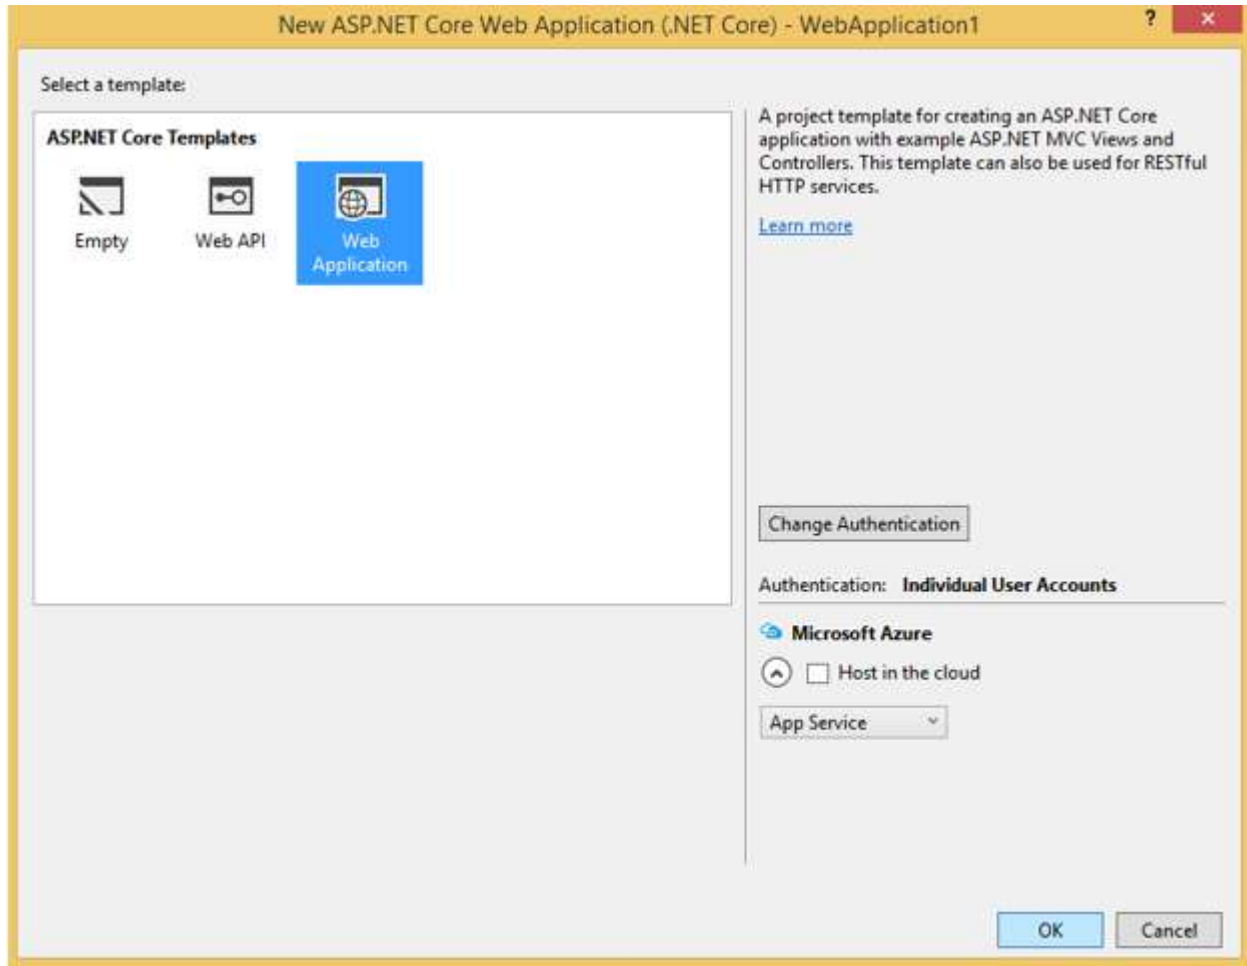 New ASP.NET Core Web Application (.NET Core) - WebApplication1
?
Select a template:
ASP.NET Core Templates
Empty
Web API
Web
Application
A project template for creating an ASP.NET Core
application with example ASP.NET MVC Views and
Controllers. This template can also be used for RESTful
HTTP services.
Learn more
Change Authentication
Authentication: Individual User Accounts
Microsoft Azure
Host in the cloud
App Service
OK
Cancel